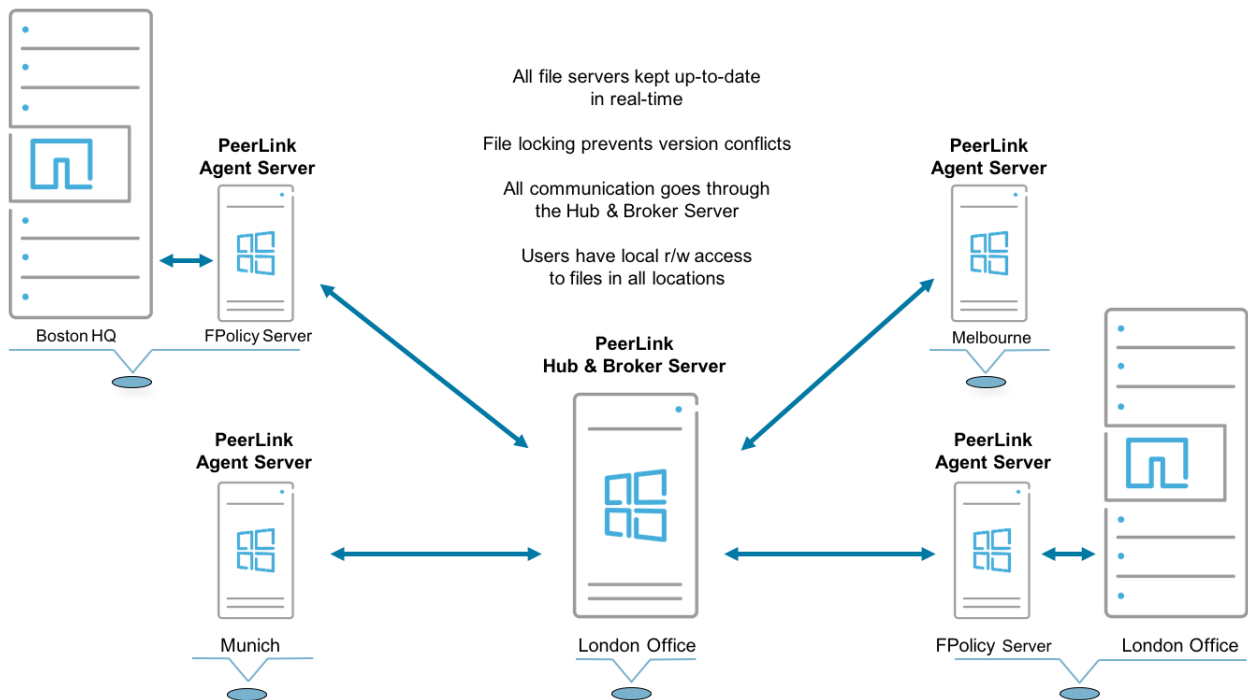 All file servers kept up-to-date
in real-time
File locking prevents version conflicts
All communication goes through
the Hub & Broker Server
Users have local r/w access
to files in all locations
PeerLink
Agent Server
Boston HQ
FPolicy Server
PeerLink
Agent Server
Melbourne
PeerLink
Hub & Broker Server
London Office
PeerLink
Agent Server
Munich
PeerLink
Agent Server
FPolicy Server
London Office